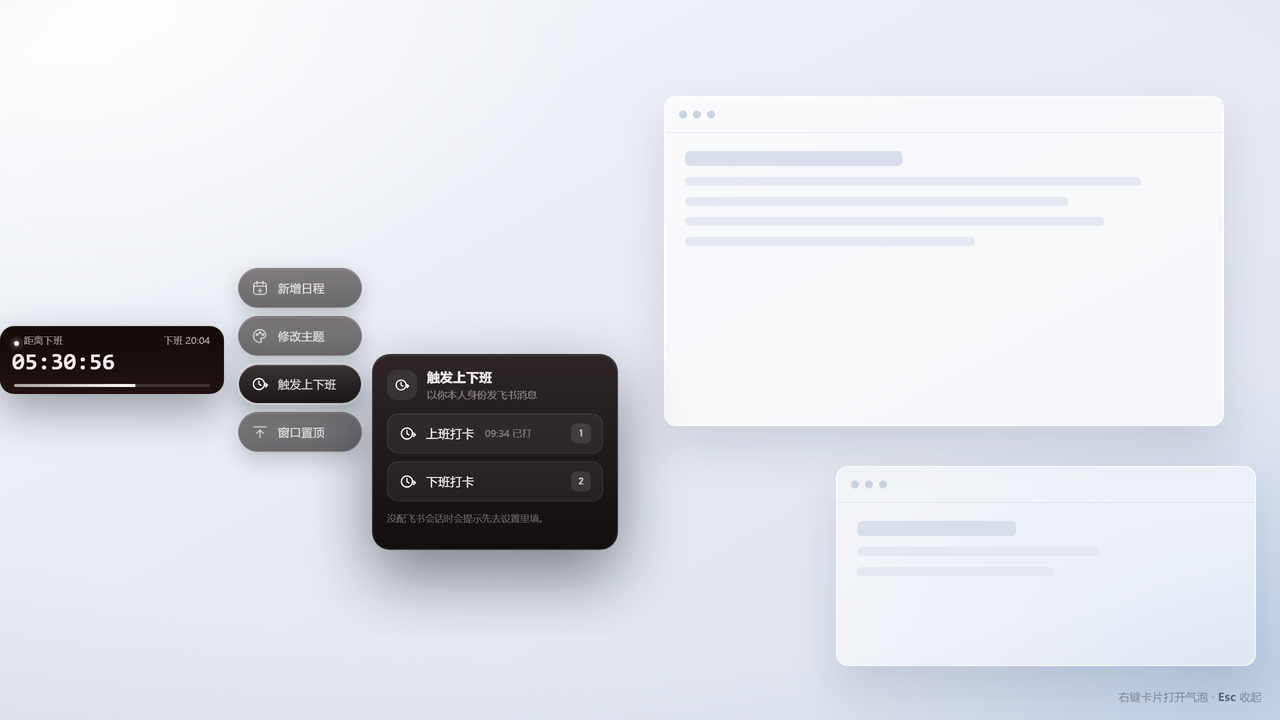 距离下班 下班 20:04
05:30:56
新增日程
修改主题
触发上下班
窗口置顶
触发上下班
以你本人身份发飞书消息
上班打卡 09:34 已打 1
下班打卡 2
没配飞书会话时会提示先去设置里填。
右键卡片打开气泡 · Esc 收起